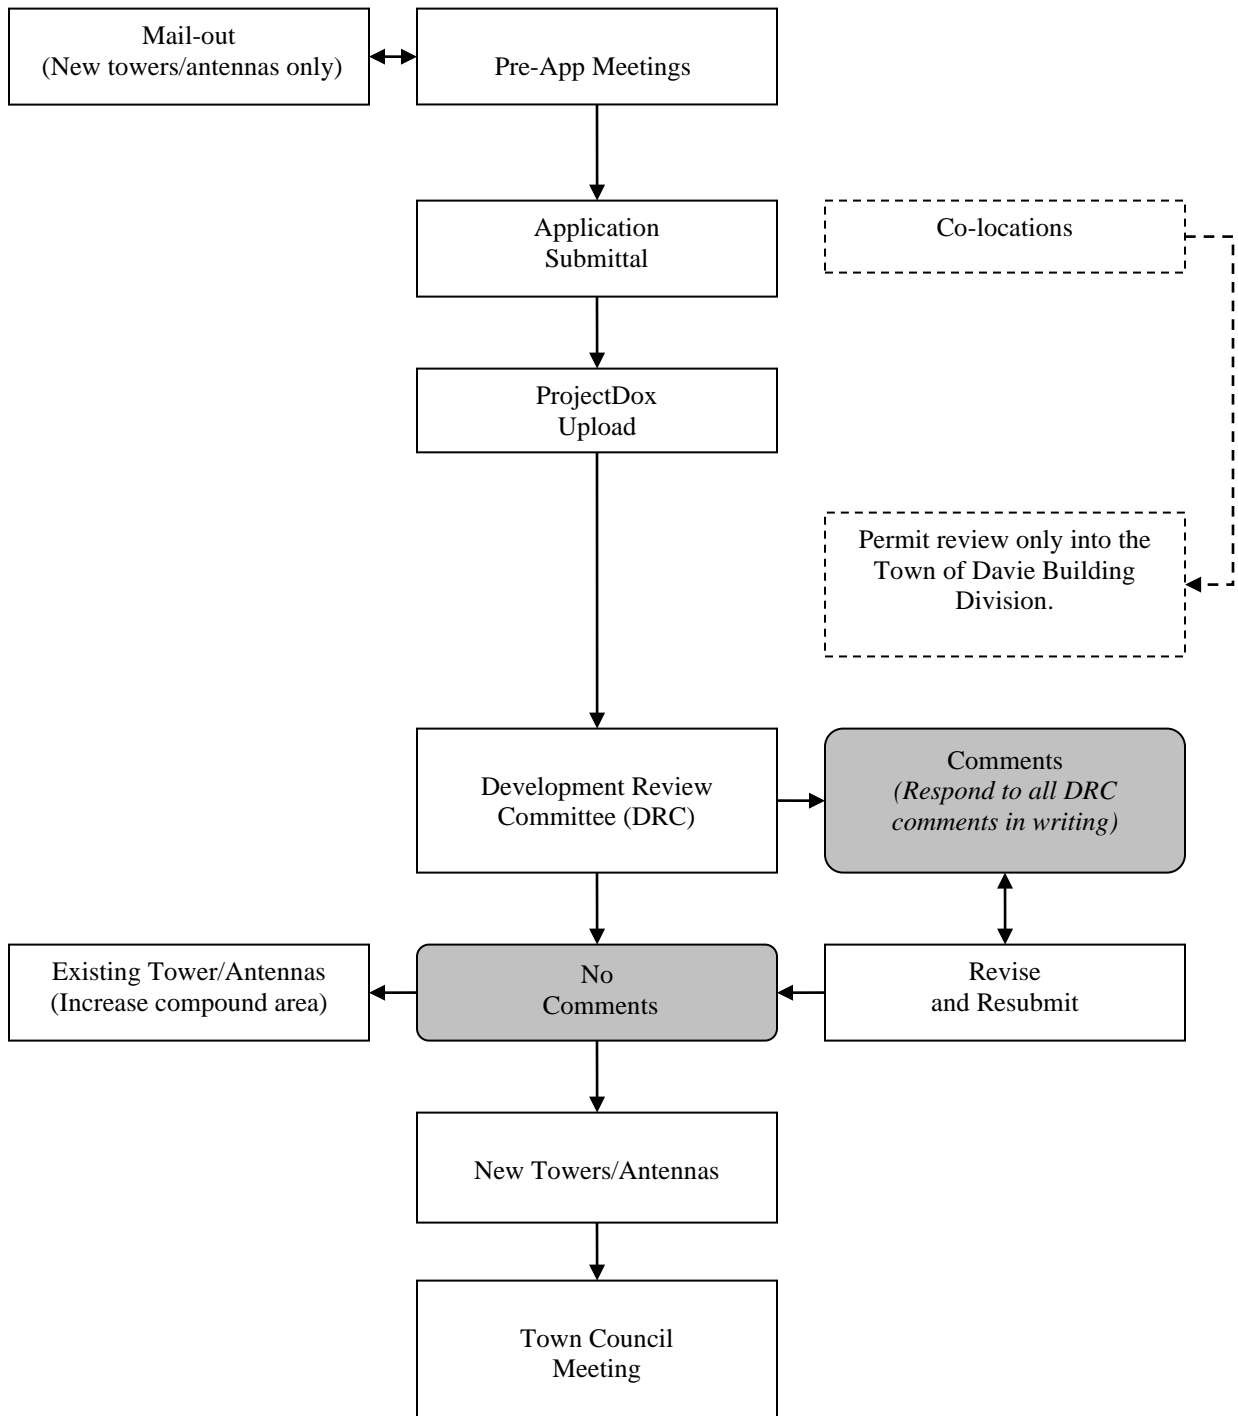 Mail-out
(New towers/antennas only)
Pre-App Meetings
Application
Submittal
Co-locations
ProjectDox
Upload
Permit review only into the
Town of Davie Building
Division.
Development Review
Committee (DRC)
Comments
(Respond to all DRC
comments in writing)
Existing Tower/Antennas
(Increase compound area)
No
Comments
Revise
and Resubmit
New Towers/Antennas
Town Council
Meeting